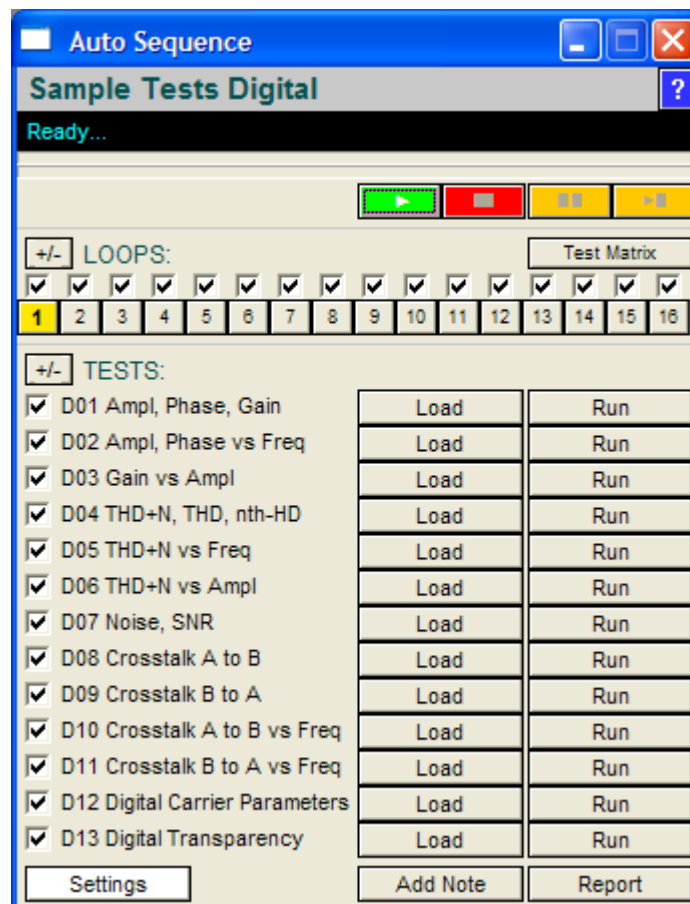 Auto Sequence
Sample Tests Digital ?
Ready...
+/- LOOPS: Test Matrix
1 2 3 4 5 6 7 8 9 10 11 12 13 14 15 16
+/- TESTS:
D01 Ampl, Phase, Gain Load Run
D02 Ampl, Phase vs Freq Load Run
D03 Gain vs Ampl Load Run
D04 THD+N, THD, nth-HD Load Run
D05 THD+N vs Freq Load Run
D06 THD+N vs Ampl Load Run
D07 Noise, SNR Load Run
D08 Crosstalk A to B Load Run
D09 Crosstalk B to A Load Run
D10 Crosstalk A to B vs Freq Load Run
D11 Crosstalk B to A vs Freq Load Run
D12 Digital Carrier Parameters Load Run
D13 Digital Transparency Load Run
Settings Add Note Report